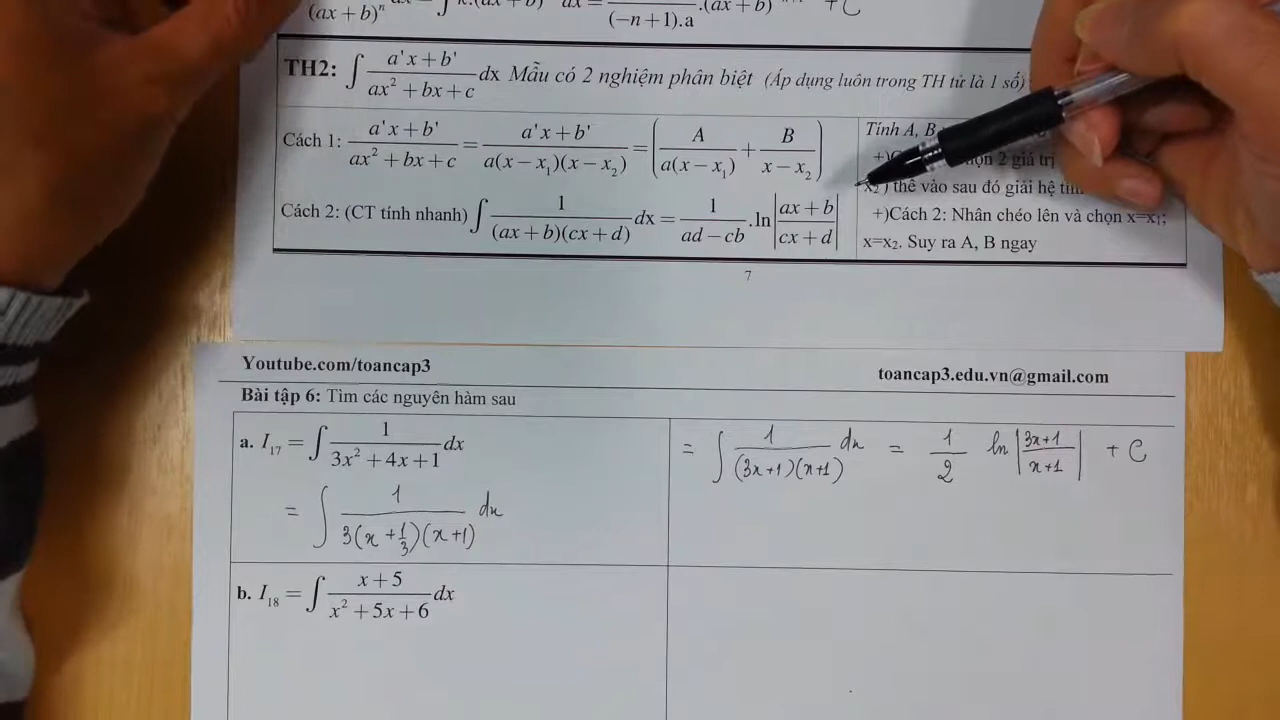 (ax+b)ⁿ (−n+1).a + C
TH2: ∫ (a'x+b')/(ax²+bx+c) dx Mẫu có 2 nghiệm phân biệt (Áp dụng luôn trong TH tử là 1 số)
Cách 1: (a'x+b')/(ax²+bx+c) = (a'x+b')/(a(x−x₁)(x−x₂)) = (A/(a(x−x₁)) + B/(x−x₂))
Cách 2: (CT tính nhanh) ∫ 1/((ax+b)(cx+d)) dx = 1/(ad−cb) .ln|(ax+b)/(cx+d)|
Tính A, B
2 giá trị
x₂) thế vào sau đó giải hệ
+)Cách 2: Nhân chéo lên và chọn x=x₁;
x=x₂. Suy ra A, B ngay
7
Youtube.com/toancap3
toancap3.edu.vn@gmail.com
Bài tập 6: Tìm các nguyên hàm sau
a. I₁₇ = ∫ 1/(3x²+4x+1) dx
= ∫ 1/(3(x+1/3)(x+1)) dx
= ∫ 1/((3x+1)(x+1)) dx = 1/2 ln|(3x+1)/(x+1)| + C
b. I₁₈ = ∫ (x+5)/(x²+5x+6) dx